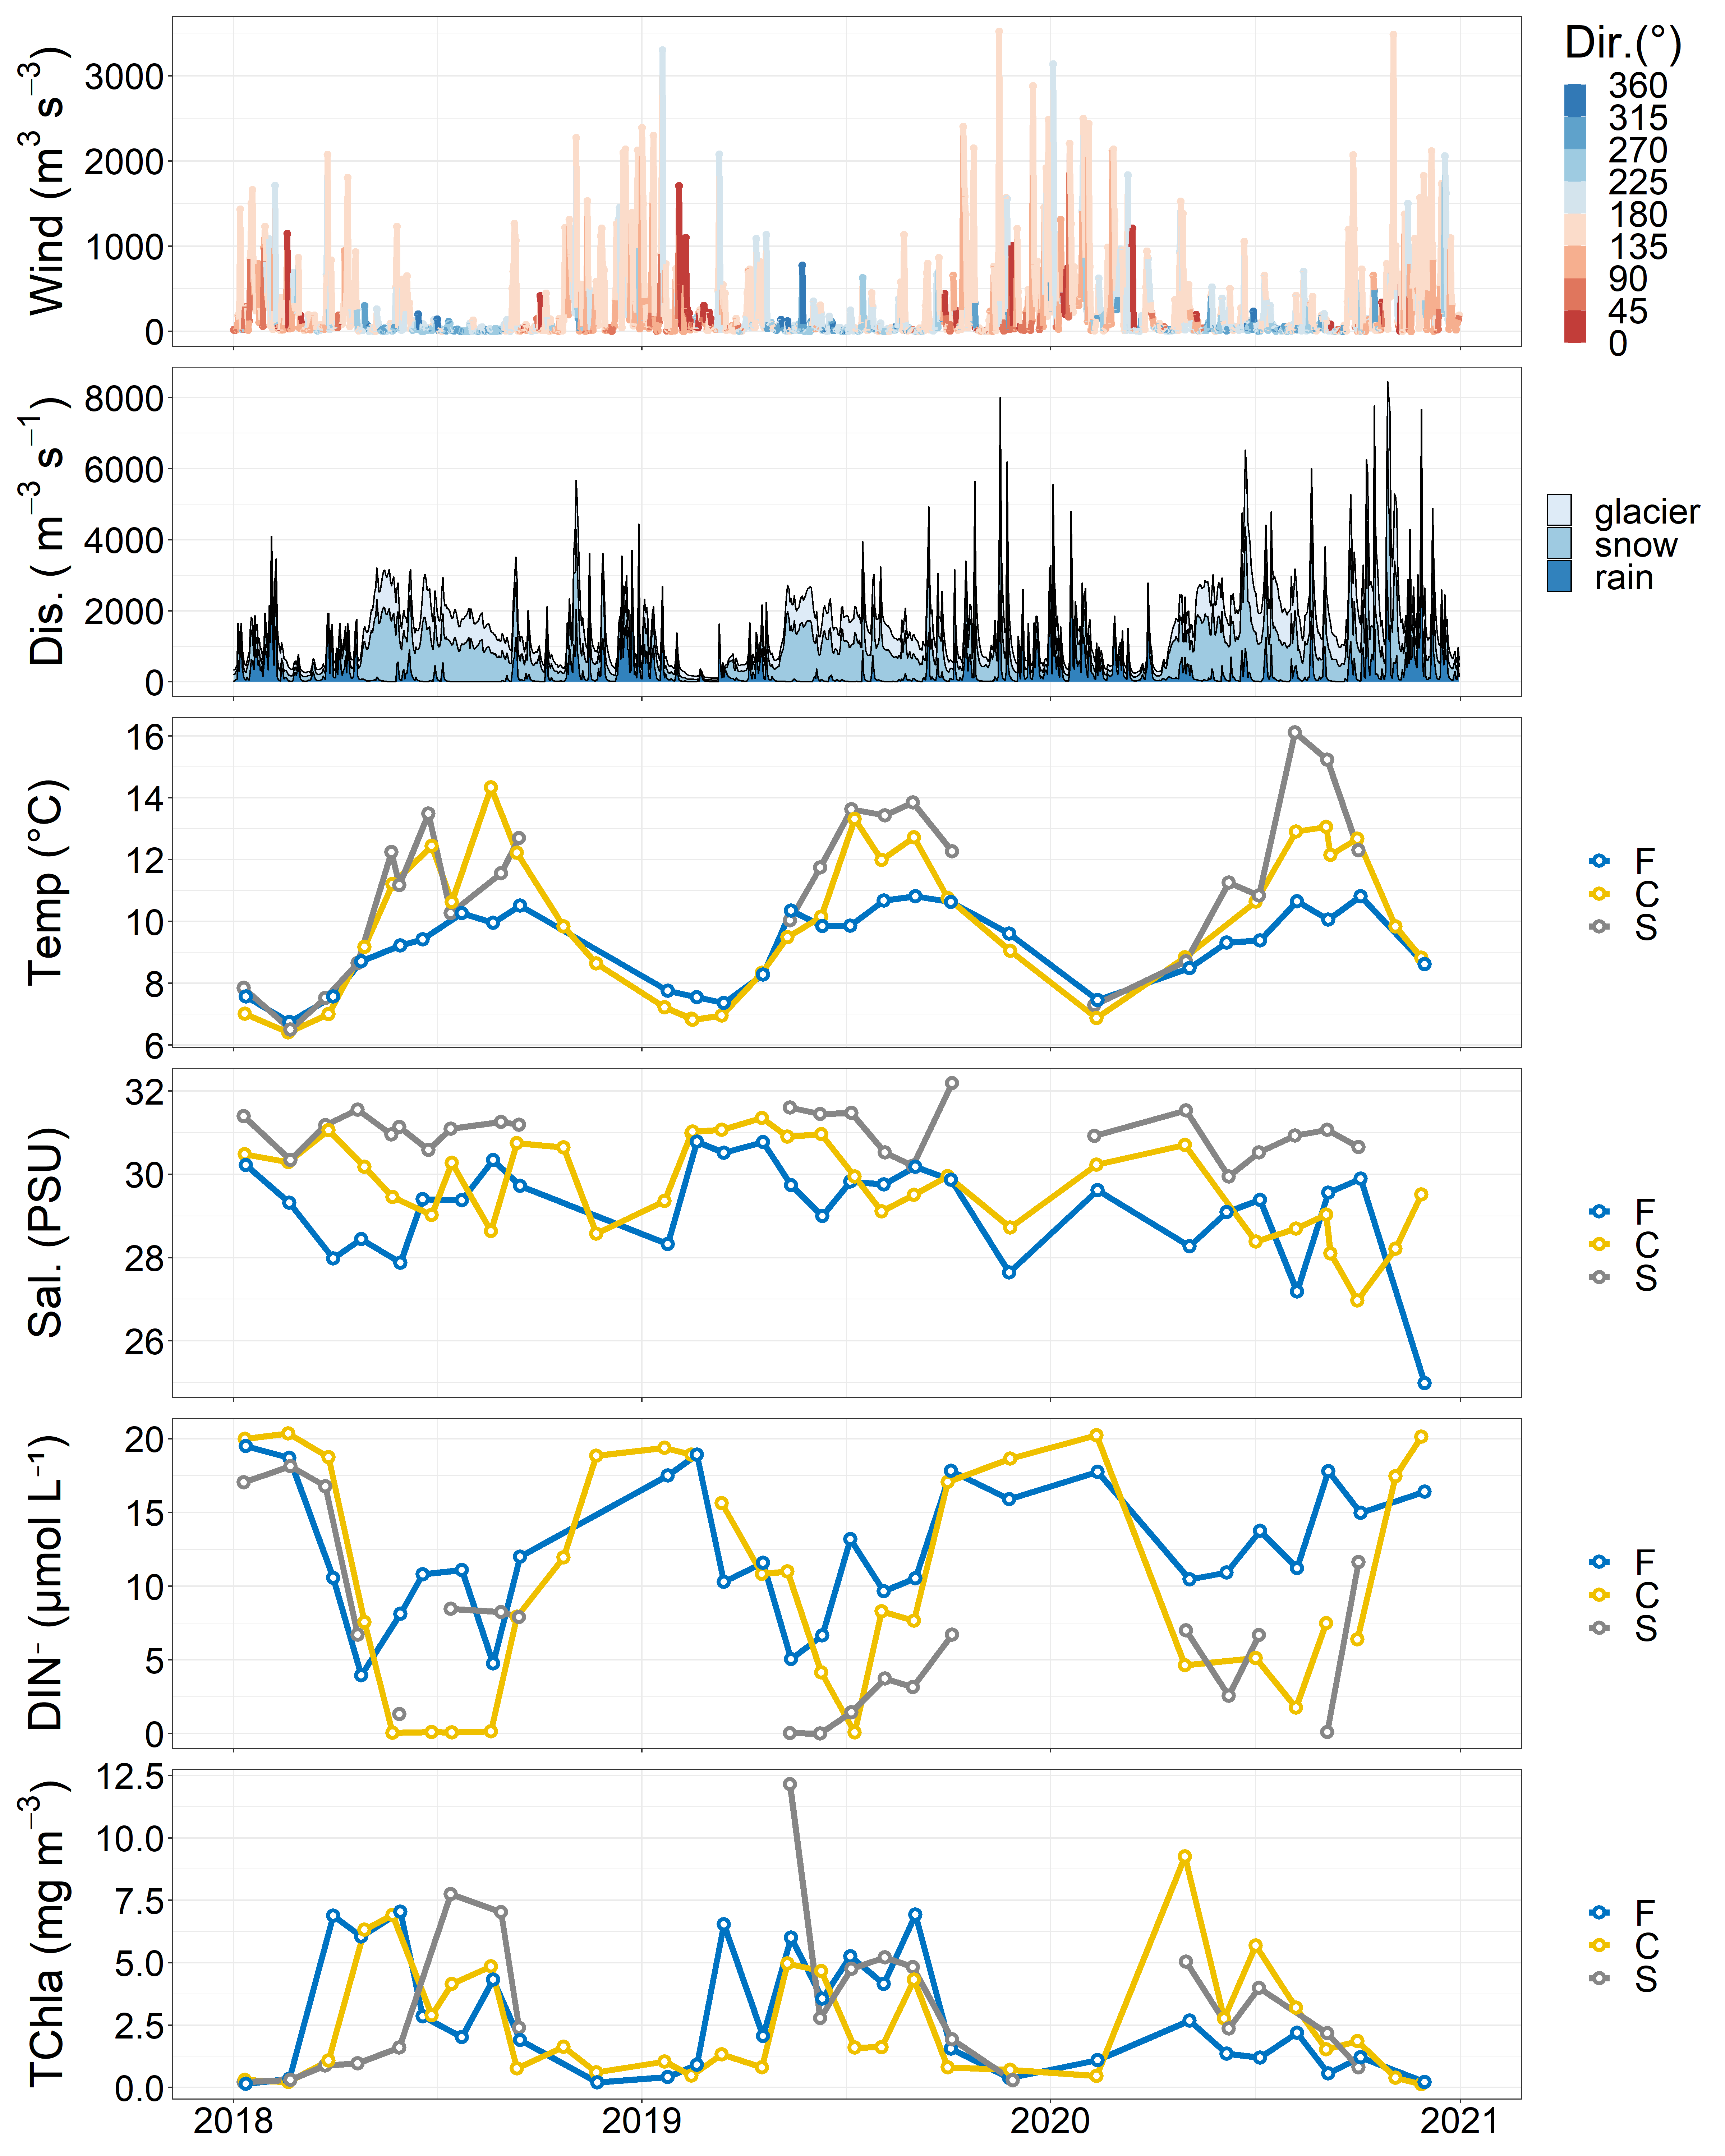 Wind (m³ s⁻³)
3000
2000
1000
0
Dir.(°)
360
315
270
225
180
135
90
45
0
Dis. ( m⁻³ s⁻¹)
8000
6000
4000
2000
0
glacier
snow
rain
Temp (°C)
16
14
12
10
8
6
F
C
S
Sal. (PSU)
32
30
28
26
F
C
S
DIN⁻ (µmol L⁻¹)
20
15
10
5
0
F
C
S
TChla (mg m⁻³)
12.5
10.0
7.5
5.0
2.5
0.0
F
C
S
2018 2019 2020 2021